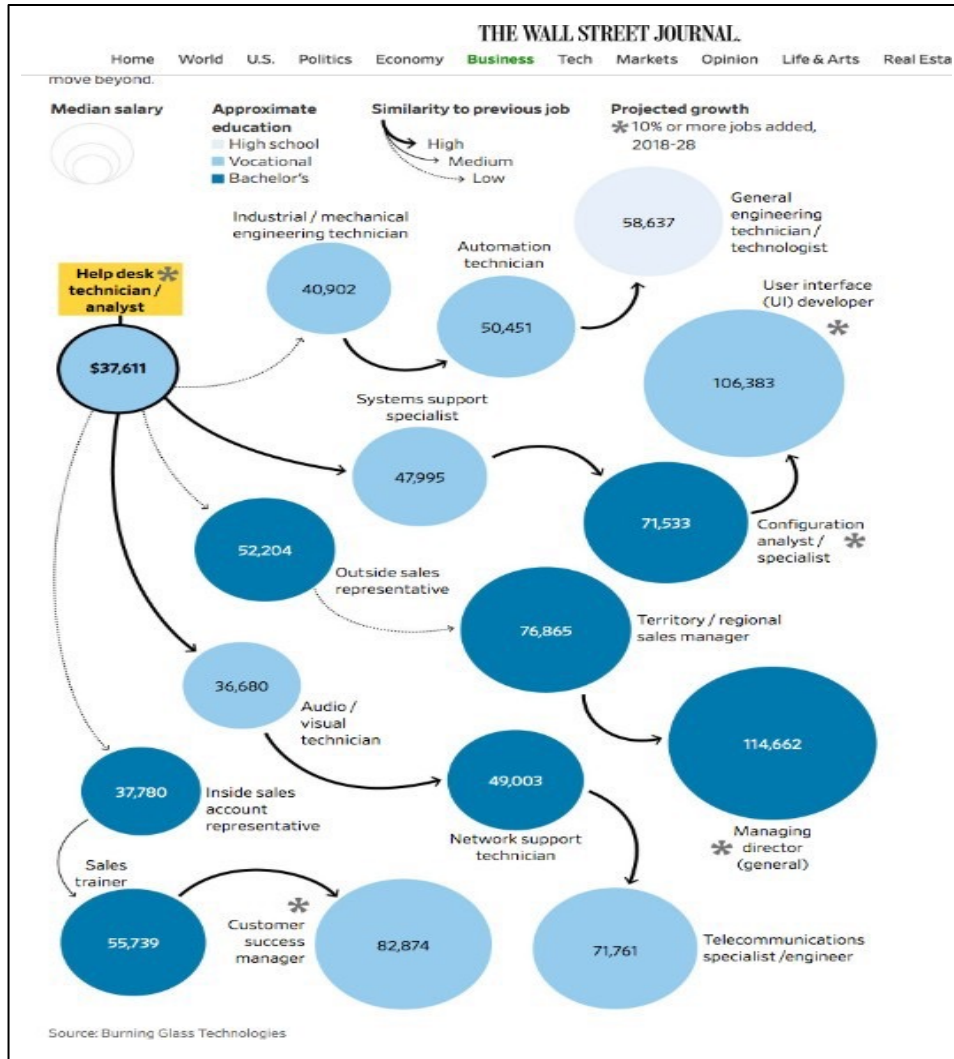 THE WALL STREET JOURNAL.
Home World U.S. Politics Economy Business Tech Markets Opinion Life & Arts Real Esta
move beyond.
Median salary
Approximate
education
High school
Vocational
Bachelor's
Similarity to previous job
High
Medium
Low
Projected growth
* 10% or more jobs added,
2018-28
Help desk *
technician /
analyst
$37,611
Industrial / mechanical
engineering technician
40,902
Automation
technician
50,451
58,637
General
engineering
technician /
technologist
User interface
(UI) developer
*
106,383
Systems support
specialist
47,995
71,533
Configuration
analyst / *
specialist
52,204
Outside sales
representative
76,865
Territory / regional
sales manager
114,662
Managing
* director
(general)
36,680
Audio /
visual
technician
49,003
Network support
technician
71,761
Telecommunications
specialist /engineer
37,780
Inside sales
account
representative
Sales
trainer
55,739
*
Customer
success
manager
82,874
Source: Burning Glass Technologies